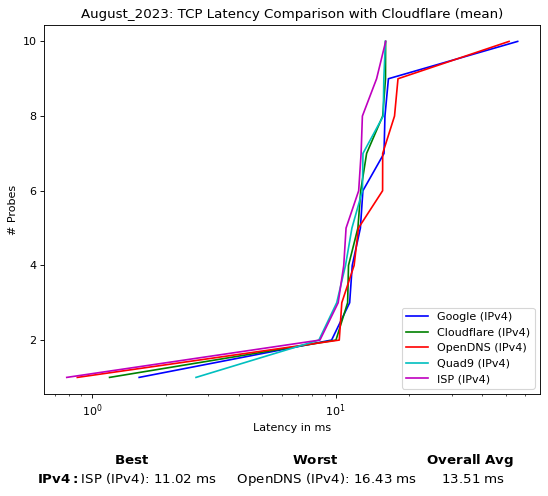 August_2023: TCP Latency Comparison with Cloudflare (mean)
10
8
6
4
2
# Probes
10⁰
10¹
Latency in ms
Google (IPv4)
Cloudflare (IPv4)
OpenDNS (IPv4)
Quad9 (IPv4)
ISP (IPv4)
Best Worst Overall Avg
IPv4: ISP (IPv4): 11.02 ms OpenDNS (IPv4): 16.43 ms 13.51 ms